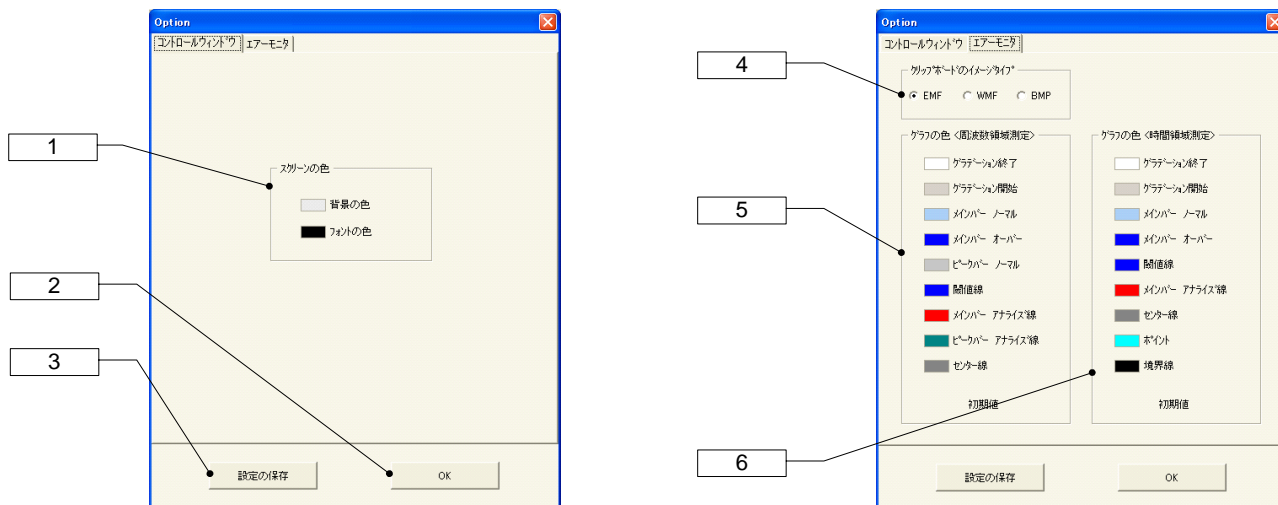 Option
コントロールウィンドウ エアーモニタ
1
スクリーンの色
背景の色
フォントの色
2
3
設定の保存 OK
Option
コントロールウィンドウ エアーモニタ
4
クリップボードのイメージタイプ
EMF WMF BMP
5
グラフの色 <周波数領域測定>
グラデーション終了
グラデーション開始
メインバー ノーマル
メインバー オーバー
ピークバー ノーマル
閾値線
メインバー アナライズ線
ピークバー アナライズ線
センター線
初期値
グラフの色 <時間領域測定>
グラデーション終了
グラデーション開始
メインバー ノーマル
メインバー オーバー
閾値線
メインバー アナライズ線
センター線
ポイント
境界線
初期値
6
設定の保存 OK